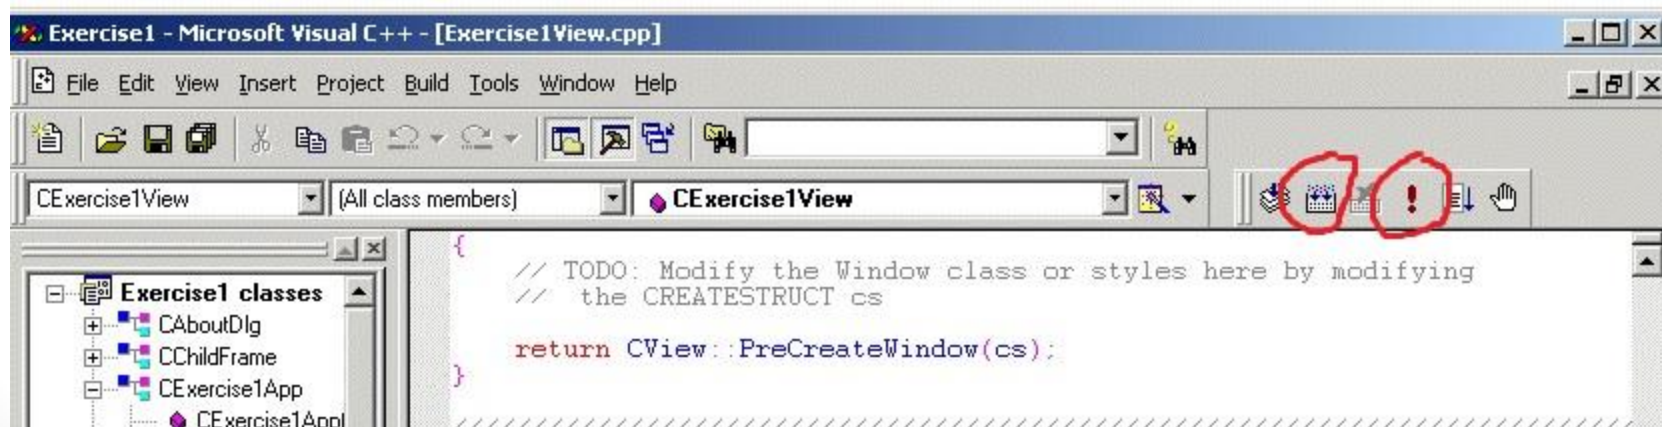 Exercise1 - Microsoft Visual C++ - [Exercise1View.cpp]
File Edit View Insert Project Build Tools Window Help
CExercise1View (All class members) CExercise1View
{
// TODO: Modify the Window class or styles here by modifying
//  the CREATESTRUCT cs
return CView::PreCreateWindow(cs);
}
Exercise1 classes
CAboutDlg
CChildFrame
CExercise1App